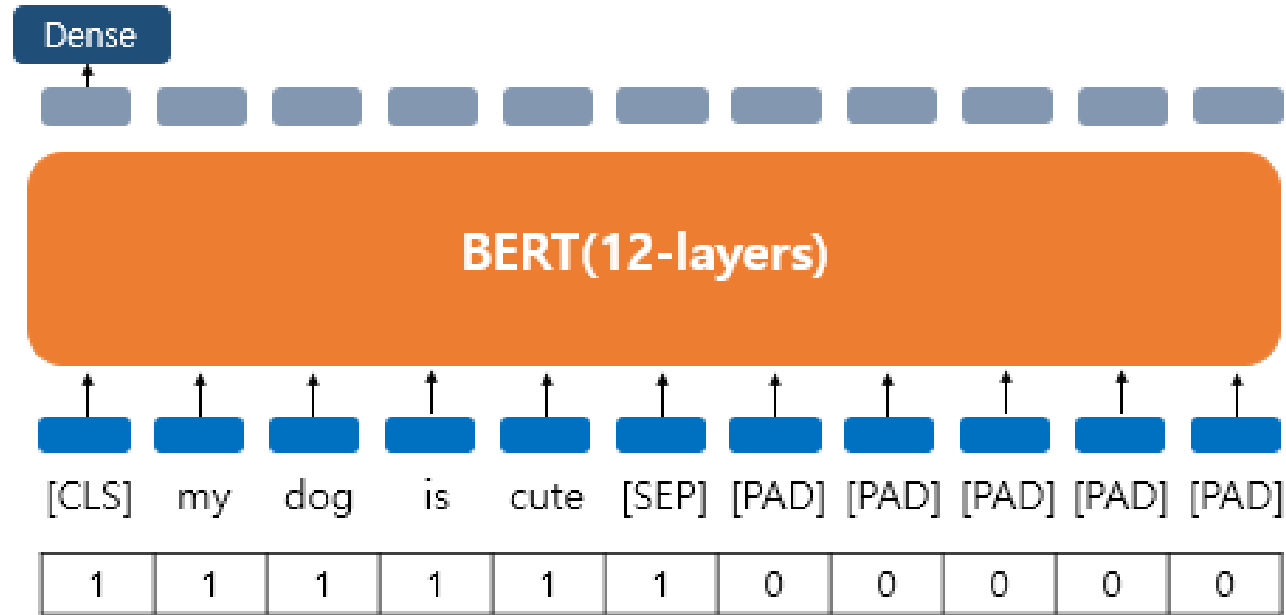 Dense
BERT(12-layers)
[CLS] my dog is cute [SEP] [PAD] [PAD] [PAD] [PAD] [PAD]
1 1 1 1 1 1 0 0 0 0 0